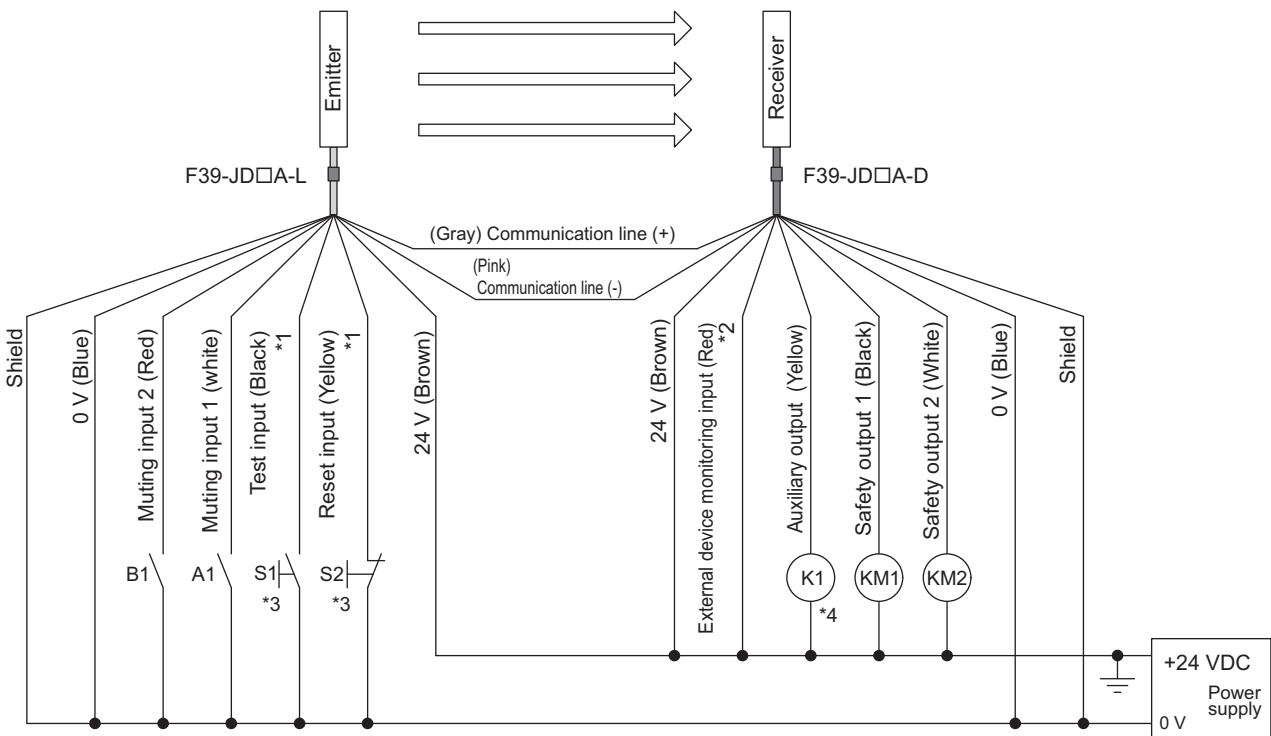 Emitter
Receiver
F39-JD□A-L
F39-JD□A-D
(Gray) Communication line (+)
(Pink)
Communication line (-)
Shield
0 V (Blue)
Muting input 2 (Red)
Muting input 1 (white)
Test input (Black)
*1
Reset input (Yellow)
*1
24 V (Brown)
24 V (Brown)
External device monitoring input (Red)
*2
Auxiliary output (Yellow)
Safety output 1 (Black)
Safety output 2 (White)
0 V (Blue)
Shield
B1
A1
S1
*3
S2
*3
K1
*4
KM1
KM2
+24 VDC
Power
supply
0 V